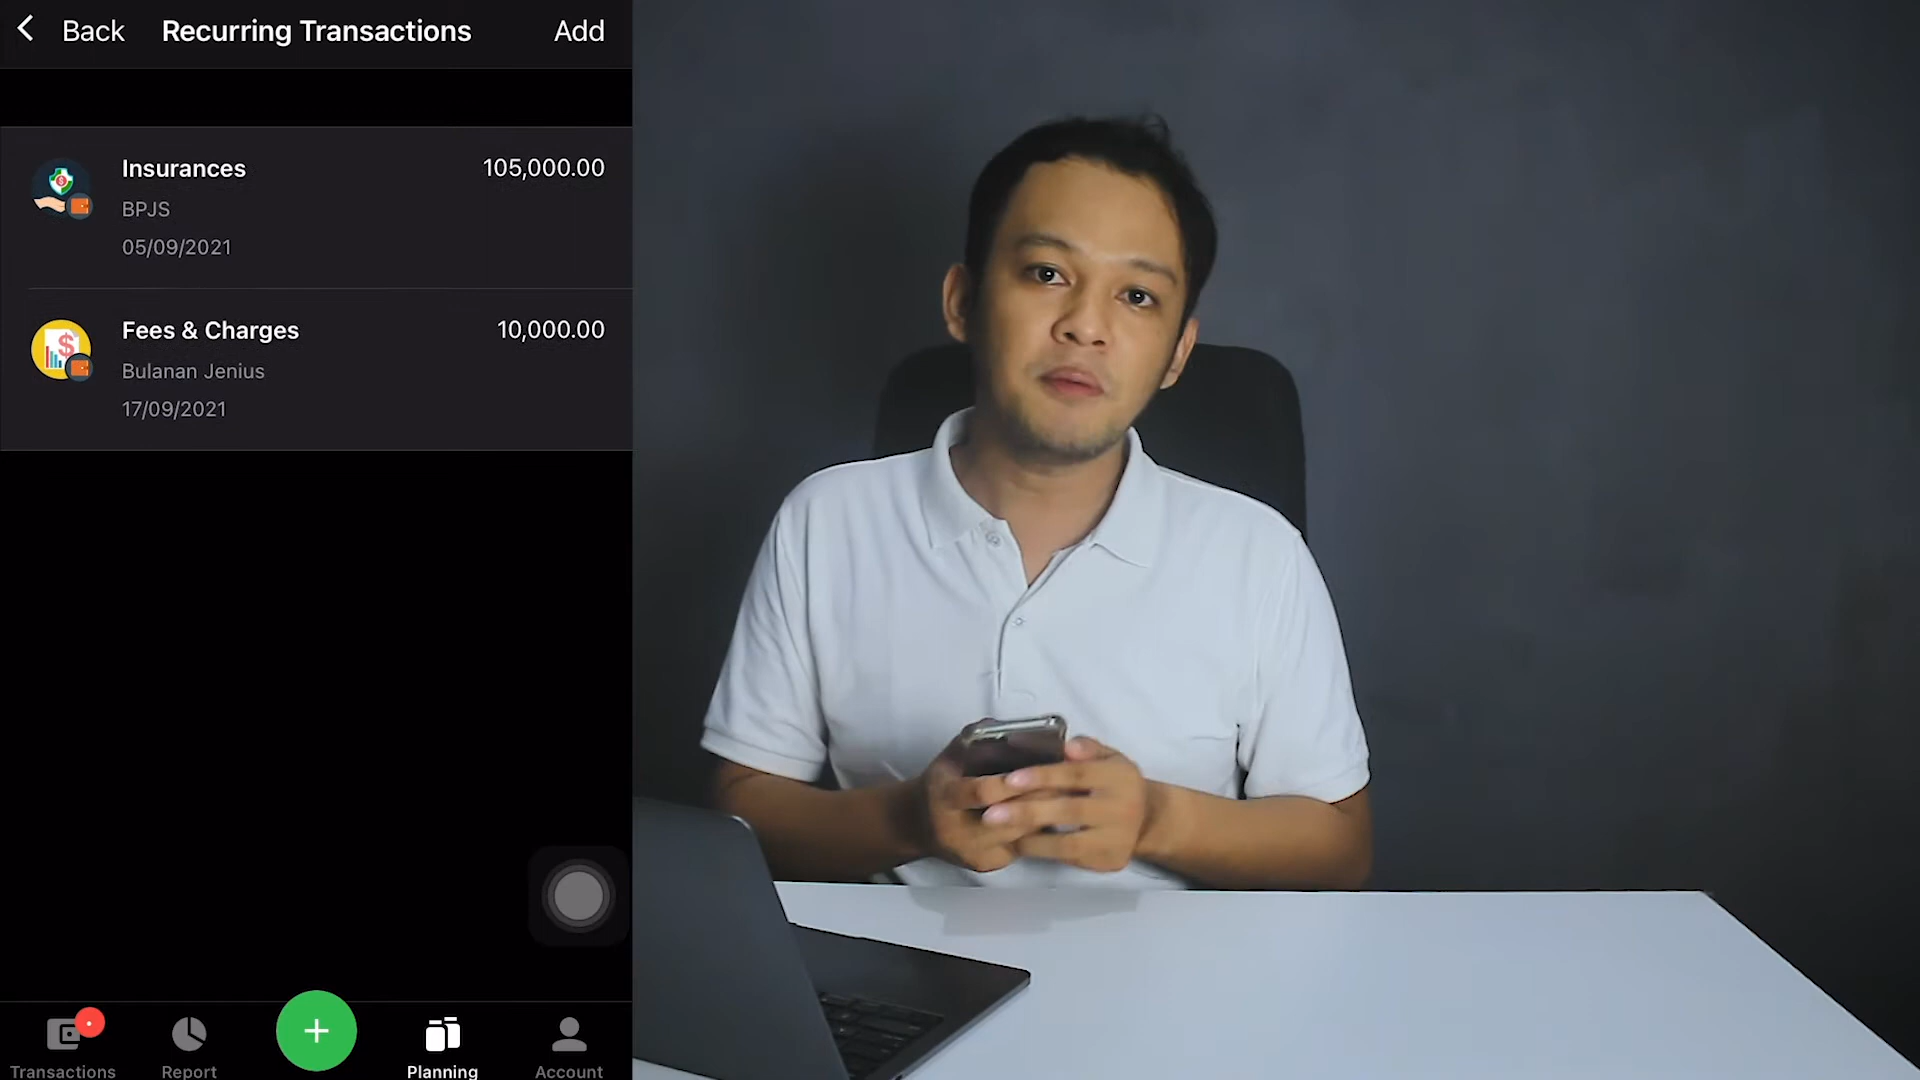 Back
Recurring Transactions
Add
Insurances
105,000.00
BPJS
05/09/2021
Fees & Charges
10,000.00
Bulanan Jenius
17/09/2021
Transactions
Report
Planning
Account